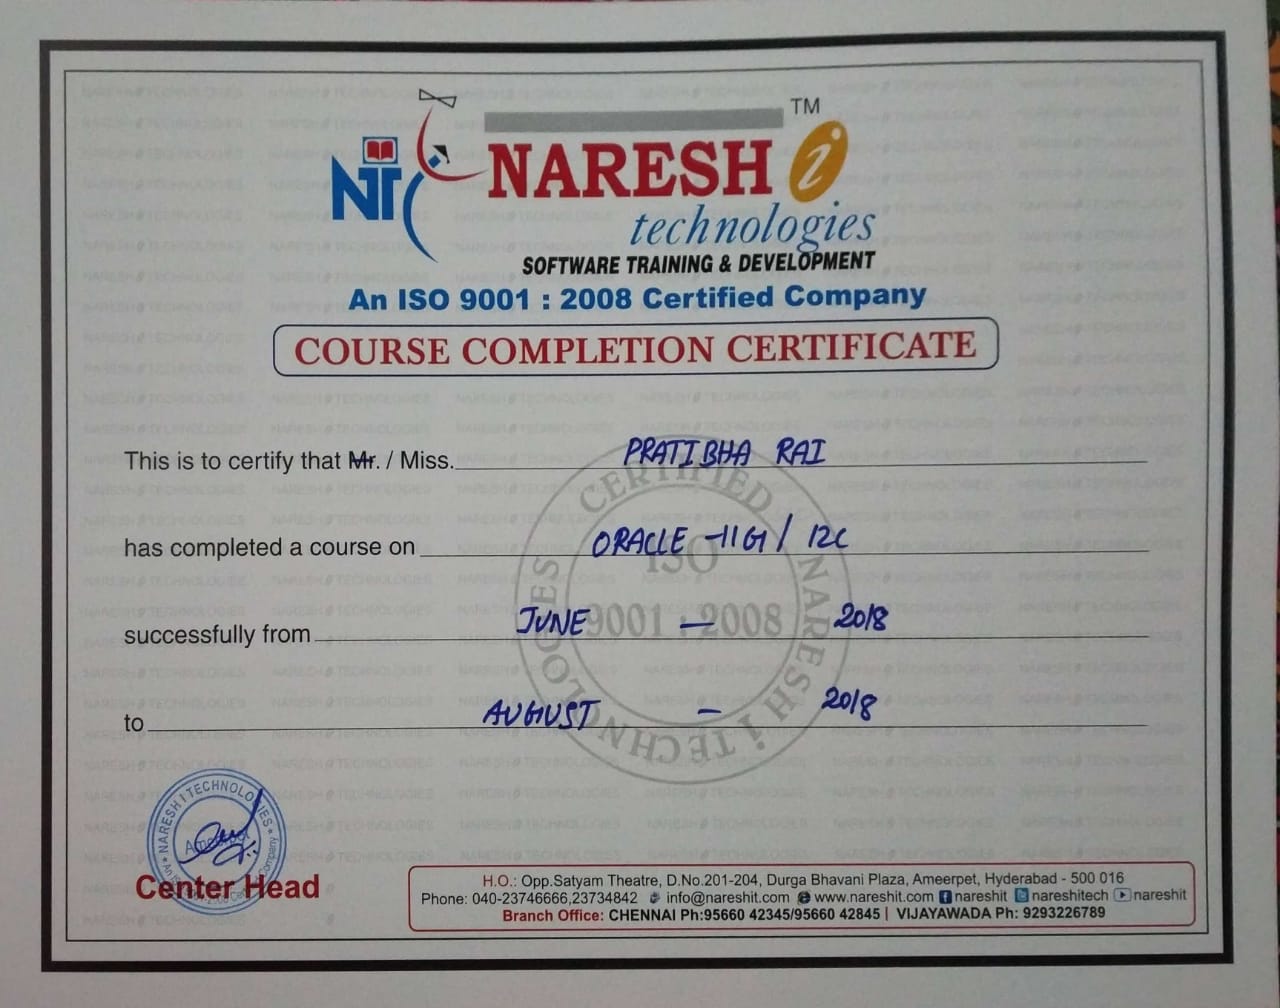 TM
NT
NARESH i
technologies
SOFTWARE TRAINING & DEVELOPMENT
An ISO 9001 : 2008 Certified Company
COURSE COMPLETION CERTIFICATE
This is to certify that Mr. / Miss. PRATIBHA RAI
has completed a course on ORACLE -11G / 12C
successfully from JUNE - 2018
to AUGUST - 2018
CERTIFIED NARESH i TECHNOLOGIES
ISO
9001 : 2008
NARESH I TECHNOLOGIES
Ameerpet
Center Head
H.O.: Opp.Satyam Theatre, D.No.201-204, Durga Bhavani Plaza, Ameerpet, Hyderabad - 500 016
Phone: 040-23746666,23734842 info@nareshit.com www.nareshit.com nareshit nareshitech nareshit
Branch Office: CHENNAI Ph:95660 42345/95660 42845 | VIJAYAWADA Ph: 9293226789